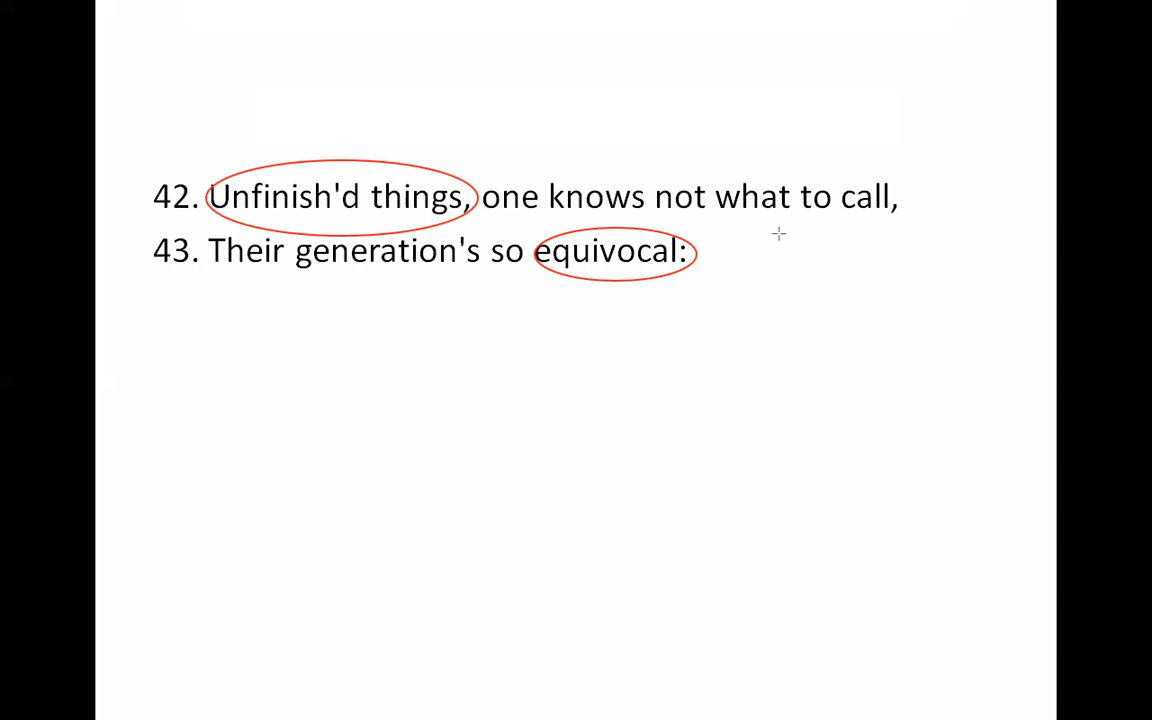 42. Unfinish'd things, one knows not what to call,
43. Their generation's so equivocal: